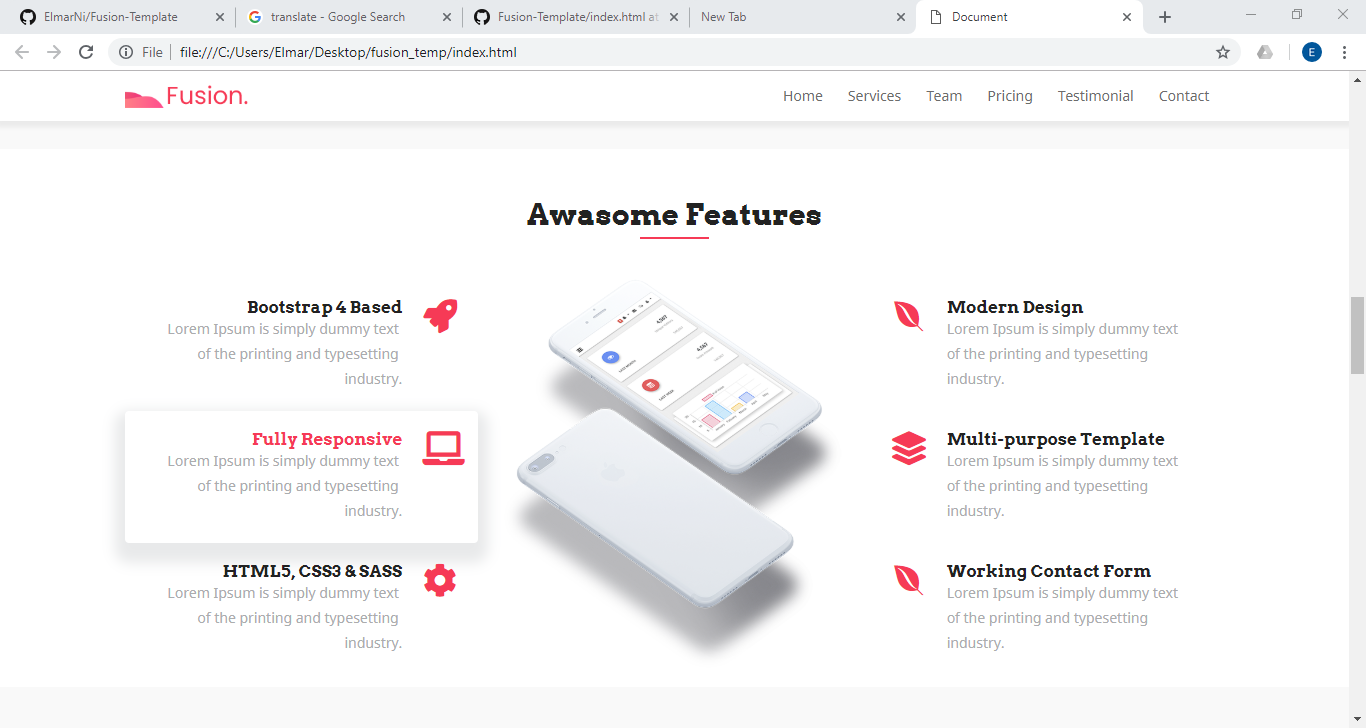 ElmarNi/Fusion-Template
translate - Google Search
Fusion-Template/index.html at
New Tab
Document
File
file:///C:/Users/Elmar/Desktop/fusion_temp/index.html
E
Fusion.
Home
Services
Team
Pricing
Testimonial
Contact
Awasome Features
Bootstrap 4 Based
Lorem Ipsum is simply dummy text
of the printing and typesetting
industry.
Fully Responsive
Lorem Ipsum is simply dummy text
of the printing and typesetting
industry.
HTML5, CSS3 & SASS
Lorem Ipsum is simply dummy text
of the printing and typesetting
industry.
4,567
4,567
Modern Design
Lorem Ipsum is simply dummy text
of the printing and typesetting
industry.
Multi-purpose Template
Lorem Ipsum is simply dummy text
of the printing and typesetting
industry.
Working Contact Form
Lorem Ipsum is simply dummy text
of the printing and typesetting
industry.